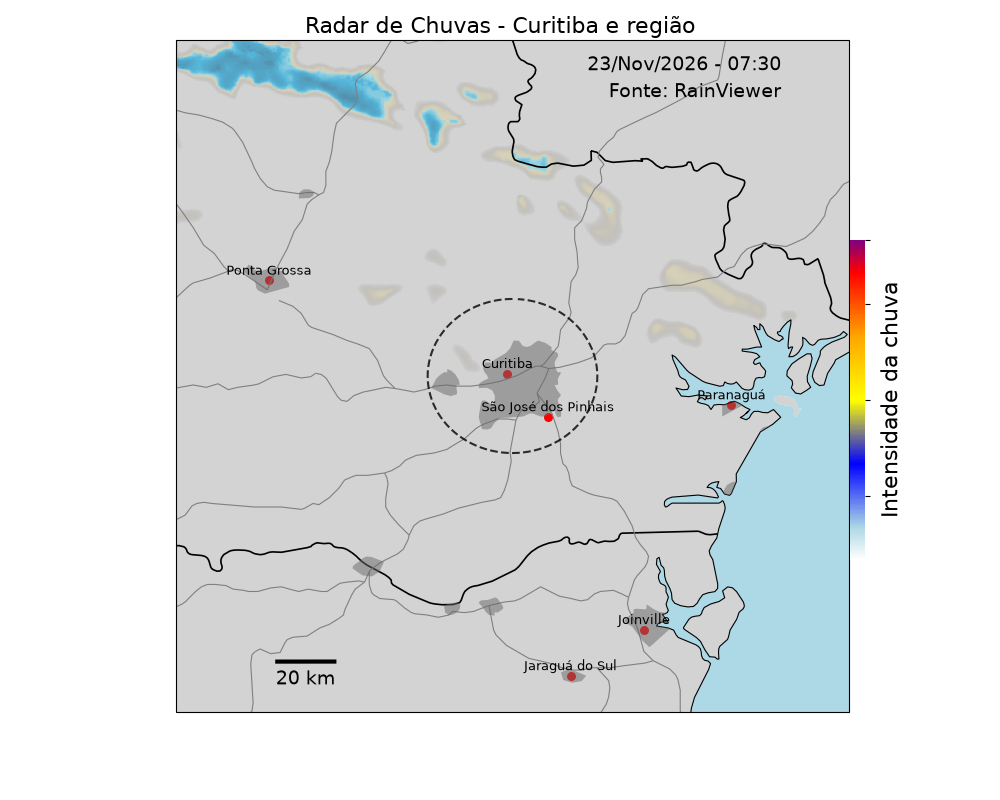 Radar de Chuvas - Curitiba e região
23/Nov/2026 - 07:30
Fonte: RainViewer
Ponta Grossa
Curitiba
Paranaguá
São José dos Pinhais
Joinville
Jaraguá do Sul
20 km
Intensidade da chuva